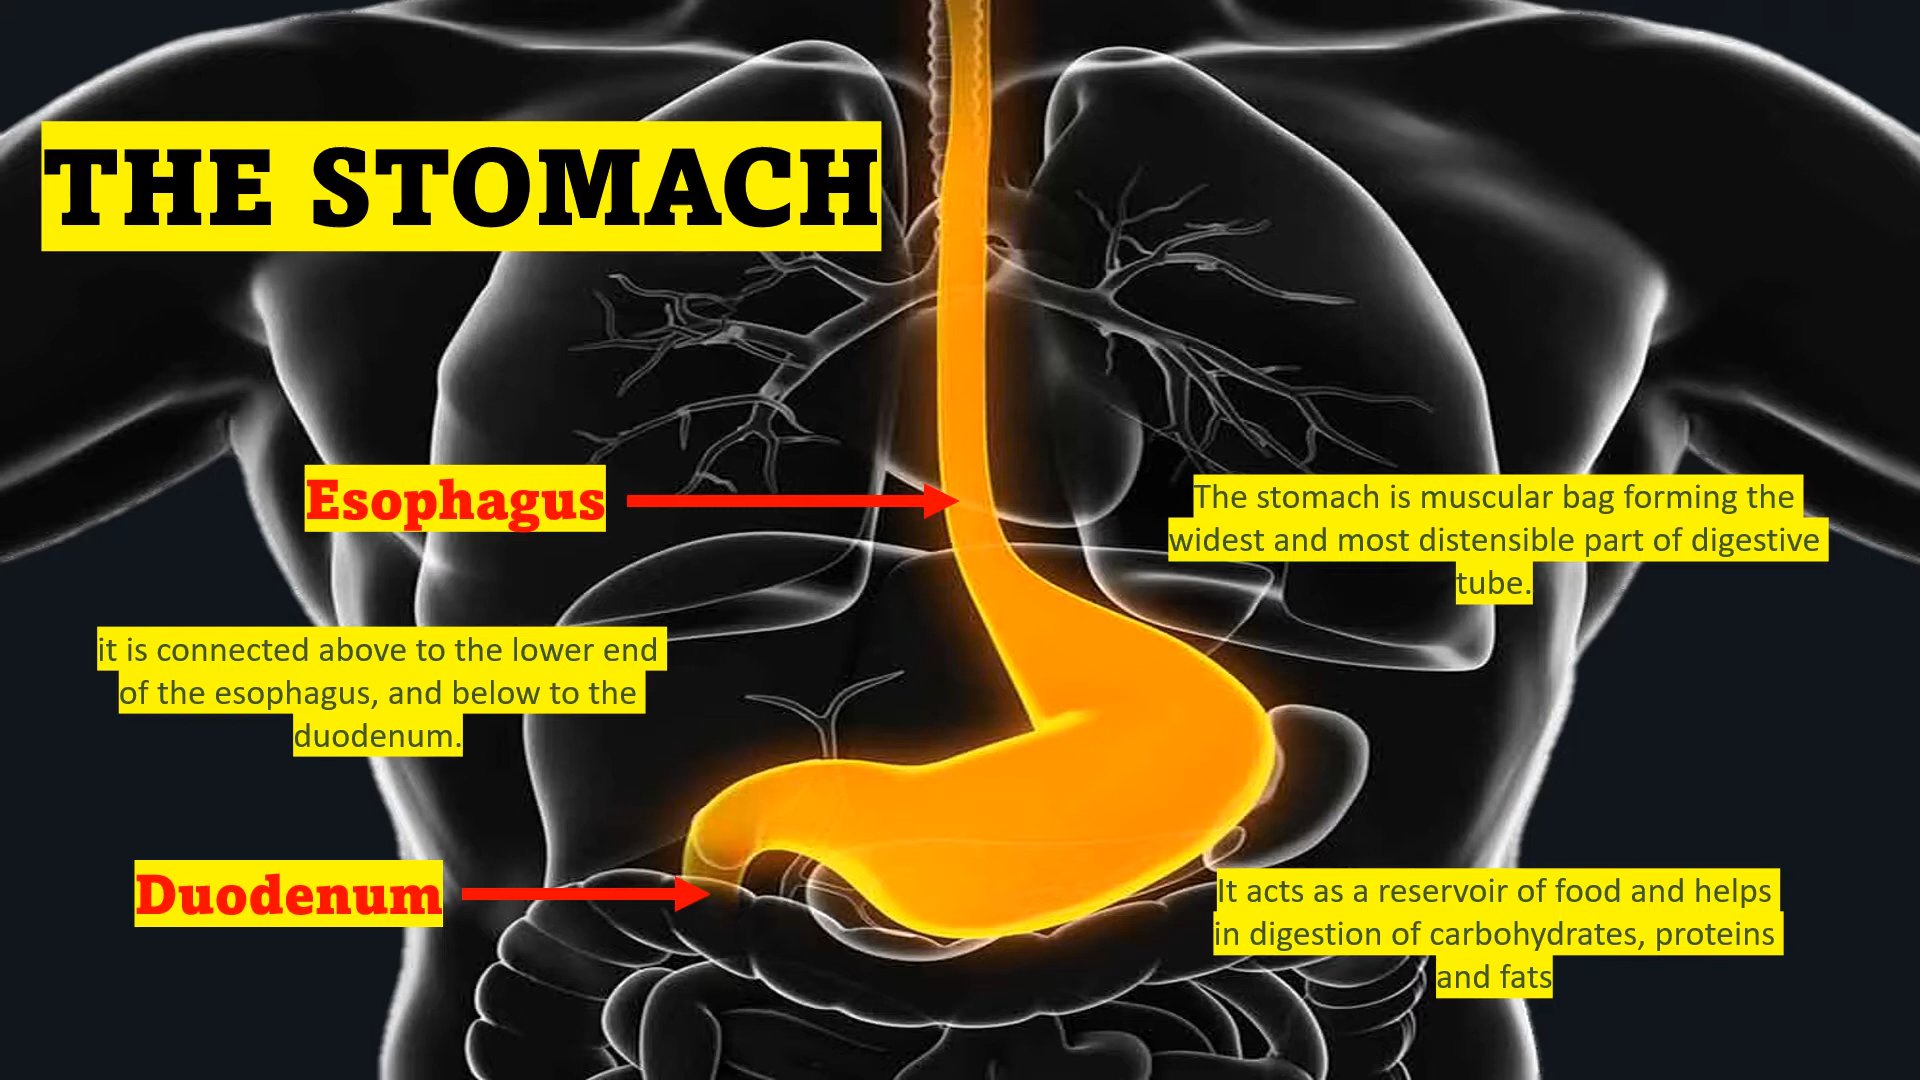 THE STOMACH
Esophagus
The stomach is muscular bag forming the
widest and most distensible part of digestive
tube.
it is connected above to the lower end
of the esophagus, and below to the
duodenum.
Duodenum
It acts as a reservoir of food and helps
in digestion of carbohydrates, proteins
and fats